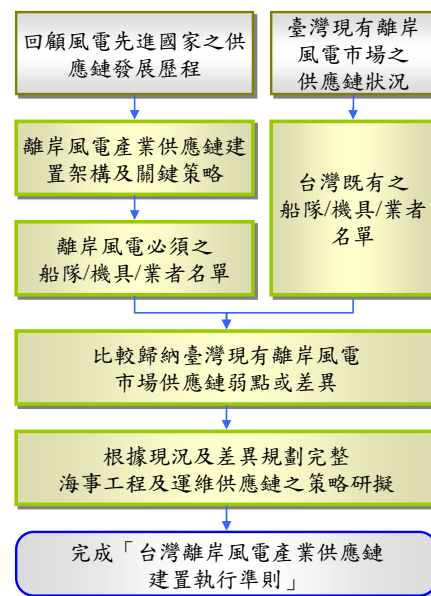 回顧風電先進國家之供
應鏈發展歷程
臺灣現有離岸
風電市場之
供應鏈狀況
離岸風電產業供應鏈建
置架構及關鍵策略
離岸風電必須之
船隊/機具/業者名單
台灣既有之
船隊/機具/業者
名單
比較歸納臺灣現有離岸風電
市場供應鏈弱點或差異
根據現況及差異規劃完整
海事工程及運維供應鏈之策略研擬
完成「台灣離岸風電產業供應鏈
建置執行準則」